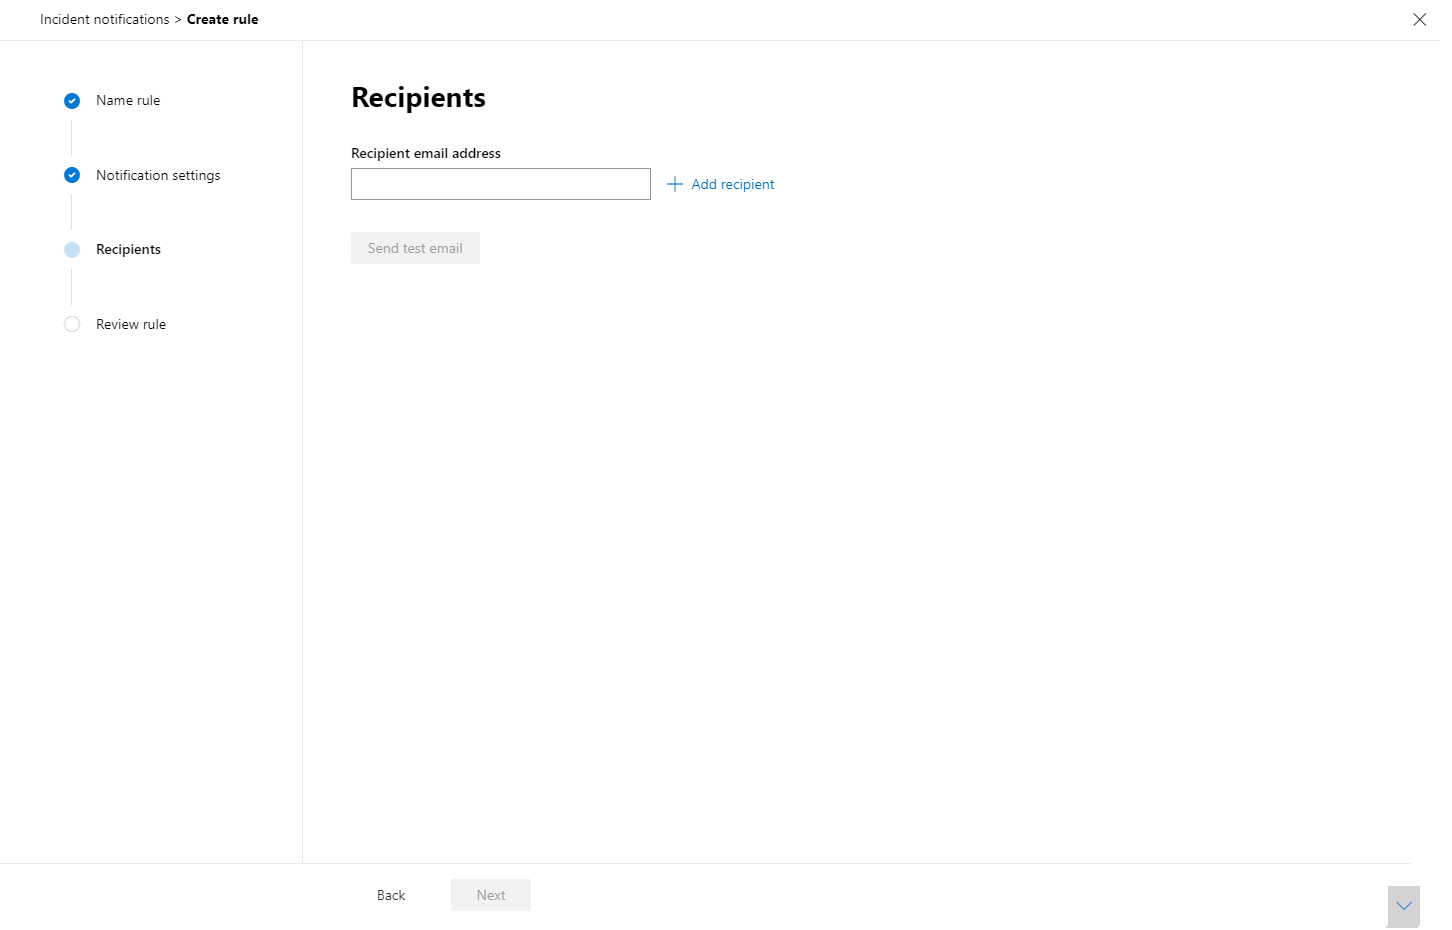 Incident notifications > Create rule
Name rule
Notification settings
Recipients
Review rule
Recipients
Recipient email address
Add recipient
Send test email
Back
Next